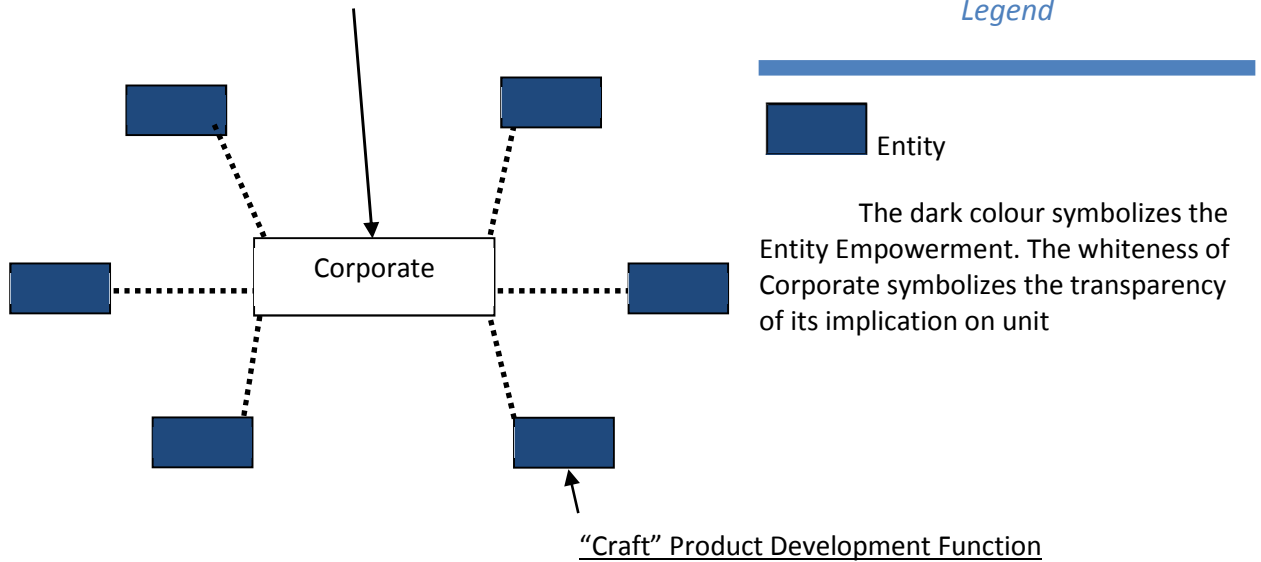 Legend
Entity
The dark colour symbolizes the
Entity Empowerment. The whiteness of
Corporate symbolizes the transparency
of its implication on unit
Corporate
“Craft” Product Development Function